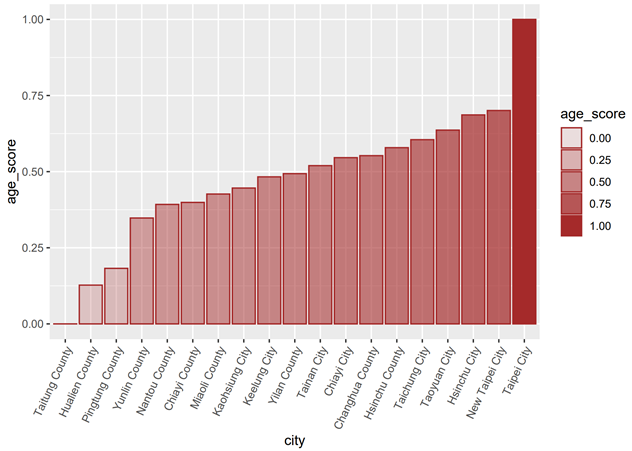 1.00
0.75
0.50
0.25
0.00
age_score
Taitung County
Hualien County
Pingtung County
Yunlin County
Nantou County
Chiayi County
Miaoli County
Kaohsiung City
Keelung City
Yilan County
Tainan City
Chiayi City
Changhua County
Hsinchu County
Taichung City
Taoyuan City
Hsinchu City
New Taipei City
Taipei City
city
age_score
0.00
0.25
0.50
0.75
1.00